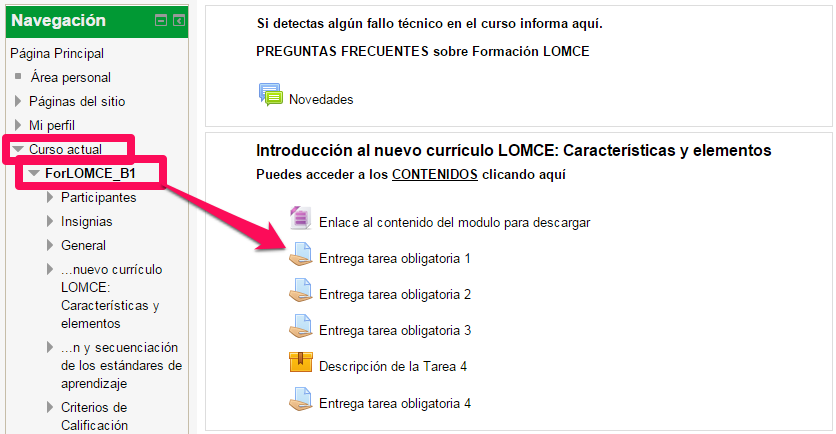 Navegación
Página Principal
Área personal
Páginas del sitio
Mi perfil
Curso actual
ForLOMCE_B1
Participantes
Insignias
General
...nuevo currículo
LOMCE:
Características y
elementos
...n y secuenciación
de los estándares de
aprendizaje
Criterios de
Calificación
Si detectas algún fallo técnico en el curso informa aquí.
PREGUNTAS FRECUENTES sobre Formación LOMCE
Novedades
Introducción al nuevo currículo LOMCE: Características y elementos
Puedes acceder a los CONTENIDOS clicando aquí
Enlace al contenido del modulo para descargar
Entrega tarea obligatoria 1
Entrega tarea obligatoria 2
Entrega tarea obligatoria 3
Descripción de la Tarea 4
Entrega tarea obligatoria 4